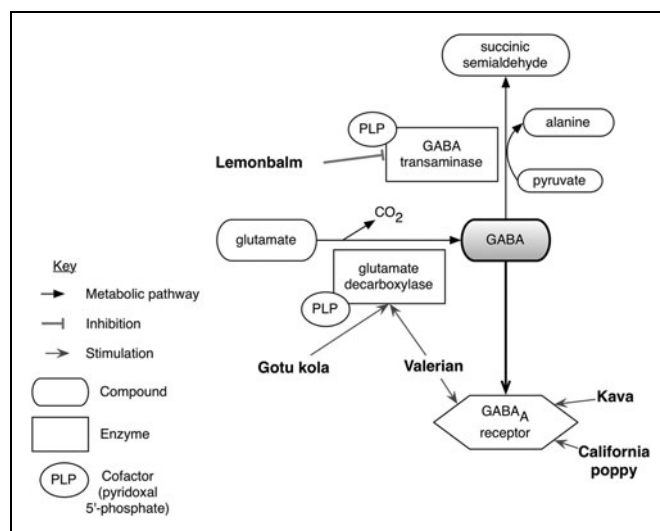 succinic
semialdehyde
PLP
GABA
transaminase
alanine
Lemonbalm
pyruvate
CO2
glutamate
GABA
glutamate
decarboxylase
PLP
Key
Metabolic pathway
Inhibition
Stimulation
Compound
Enzyme
PLP
Cofactor
(pyridoxal
5'-phosphate)
Gotu kola
Valerian
Kava
GABAA
receptor
California
poppy